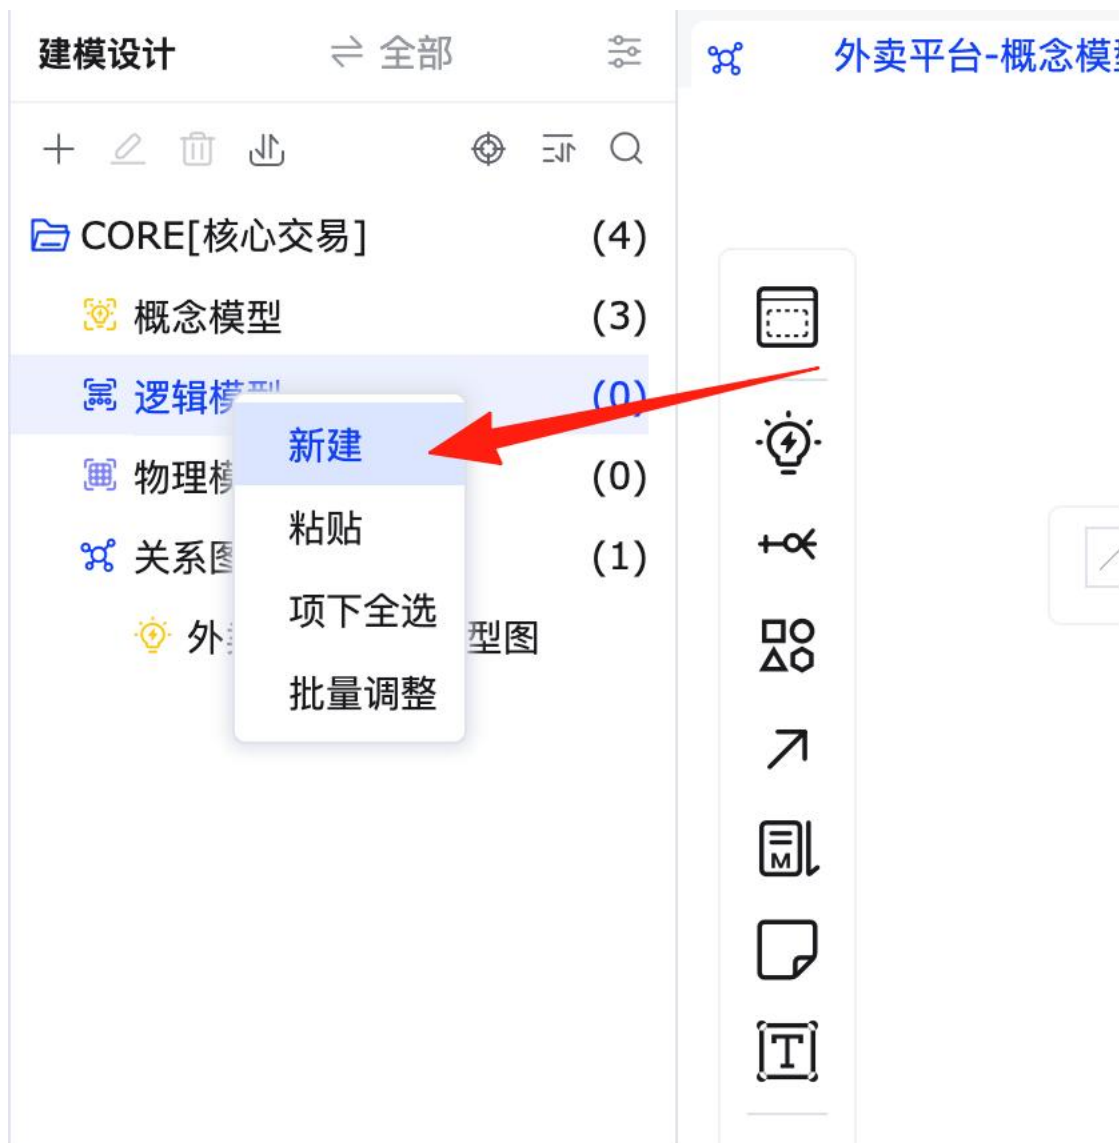 建模设计
全部
外卖平台-概念模
CORE[核心交易]
(4)
概念模型
(3)
逻辑模型
(0)
新建
物理模
(0)
粘贴
关系图
(1)
项下全选
外
型图
批量调整
M
T